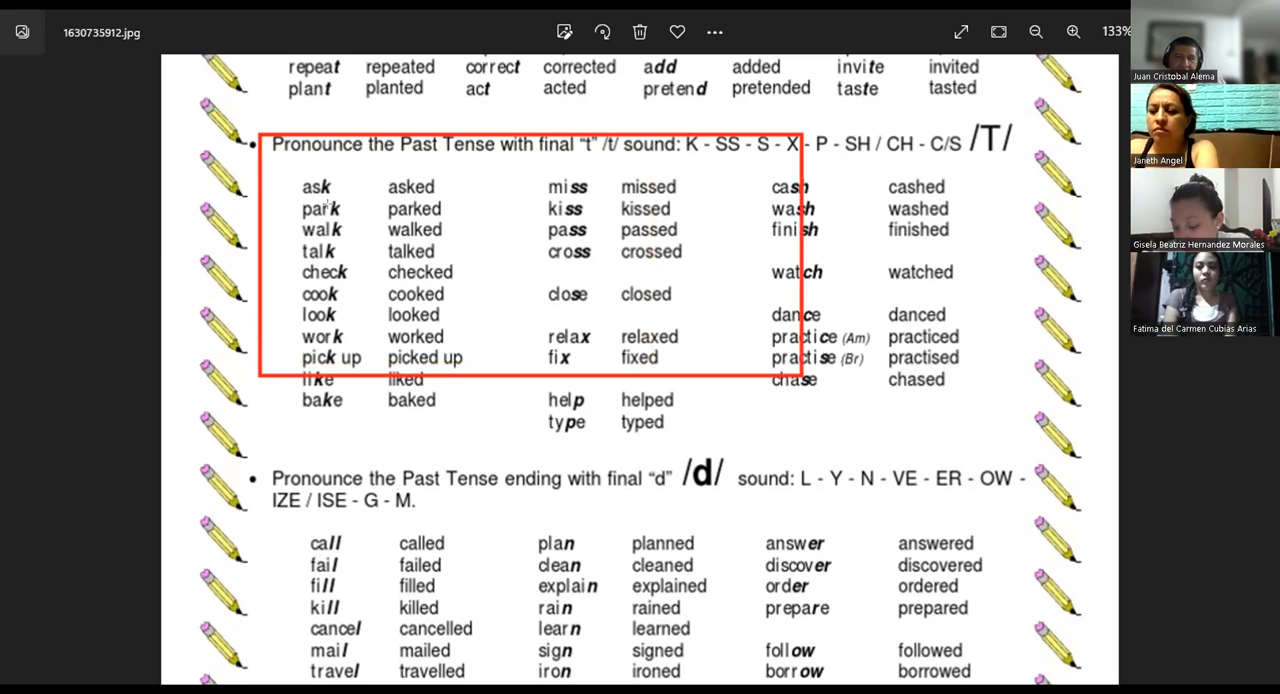 1630735912.jpg
133%
repeat repeated correct corrected add added invite invited
plant planted act acted pretend pretended taste tasted
• Pronounce the Past Tense with final “t” /t/ sound: K - SS - S - X - P - SH / CH - C/S /T/
ask asked miss missed cash cashed
park parked kiss kissed wash washed
walk walked pass passed finish finished
talk talked cross crossed
check checked watch watched
cook cooked close closed
look looked dance danced
work worked relax relaxed practice (Am) practiced
pick up picked up fix fixed practise (Br) practised
like liked chase chased
bake baked help helped
type typed
• Pronounce the Past Tense ending with final “d” /d/ sound: L - Y - N - VE - ER - OW -
IZE / ISE - G - M.
call called plan planned answer answered
fail failed clean cleaned discover discovered
fill filled explain explained order ordered
kill killed rain rained prepare prepared
cancel cancelled learn learned
mail mailed sign signed follow followed
travel travelled iron ironed borrow borrowed
Juan Cristobal Alema
Janeth Angel
Gisela Beatriz Hernandez Morales
Fatima del Carmen Cubias Arias